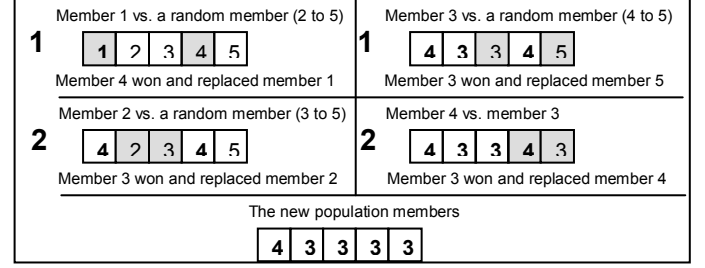 Member 1 vs. a random member (2 to 5)
1
1 2 3 4 5
Member 4 won and replaced member 1
Member 3 vs. a random member (4 to 5)
1
4 3 3 4 5
Member 3 won and replaced member 5
Member 2 vs. a random member (3 to 5)
2
4 2 3 4 5
Member 3 won and replaced member 2
Member 4 vs. member 3
2
4 3 3 4 3
Member 3 won and replaced member 4
The new population members
4 3 3 3 3